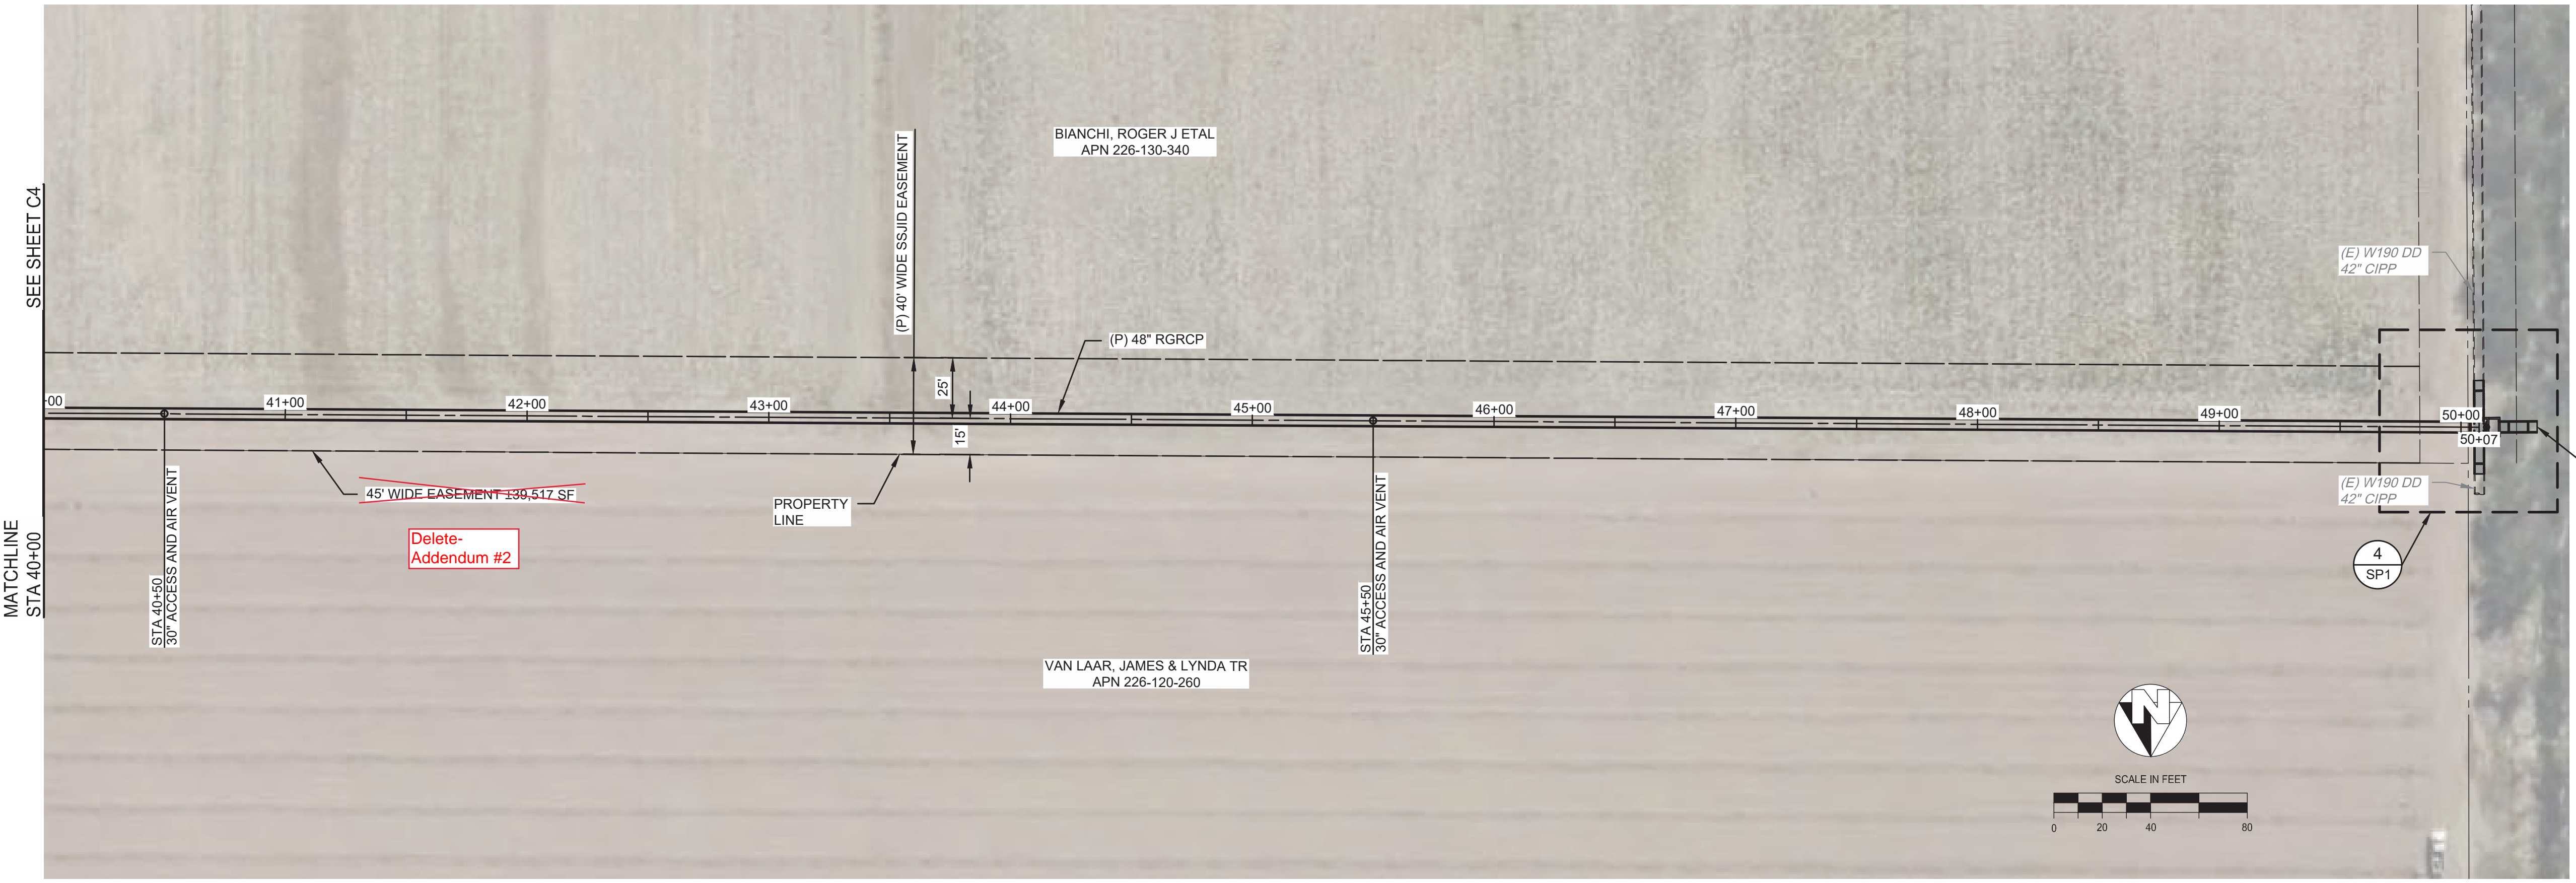 BIANCHI, ROGER J ETAL
APN 226-130-340
SEE SHEET C4
MATCHLINE
STA 40+00
(P) 40' WIDE SSJID EASEMENT
(E) W190 DD
42" CIPP
(P) 48" RGRCP
25'
15'
+00
41+00
42+00
43+00
44+00
45+00
46+00
47+00
48+00
49+00
50+00
50+07
45' WIDE EASEMENT ±39,517 SF
Delete-
Addendum #2
PROPERTY
LINE
STA 40+50
30" ACCESS AND AIR VENT
STA 45+50
30" ACCESS AND AIR VENT
(E) W190 DD
42" CIPP
4
SP1
VAN LAAR, JAMES & LYNDA TR
APN 226-120-260
N
SCALE IN FEET
0 20 40 80